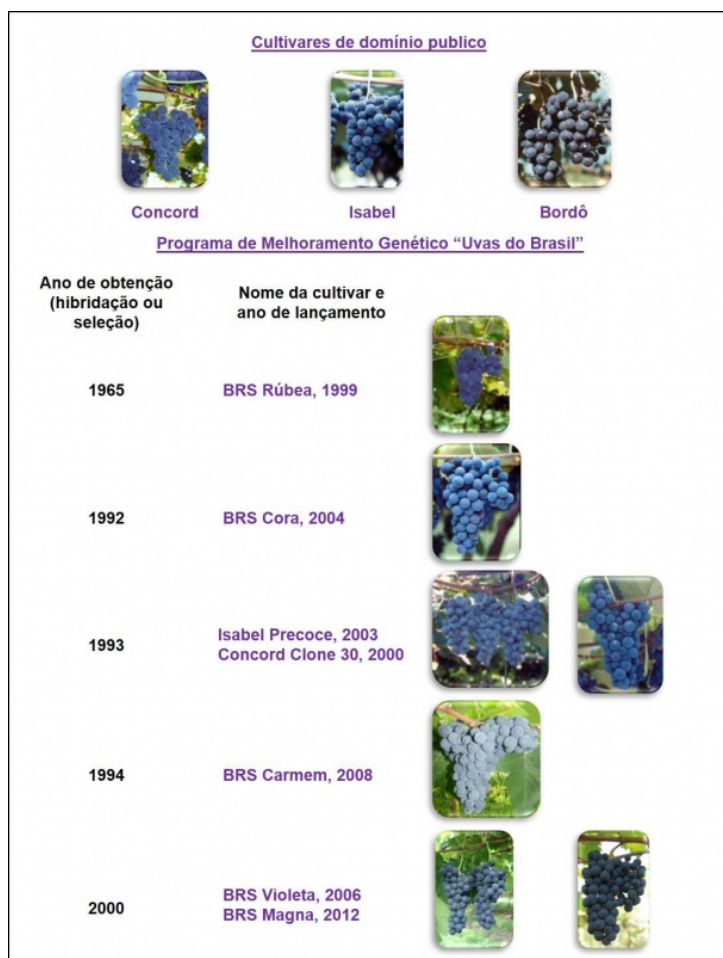 Cultivares de domínio publico
Concord
Isabel
Bordô
Programa de Melhoramento Genético “Uvas do Brasil”
Ano de obtenção
(hibridação ou
seleção)
Nome da cultivar e
ano de lançamento
1965
BRS Rúbea, 1999
1992
BRS Cora, 2004
1993
Isabel Precoce, 2003
Concord Clone 30, 2000
1994
BRS Carmem, 2008
2000
BRS Violeta, 2006
BRS Magna, 2012